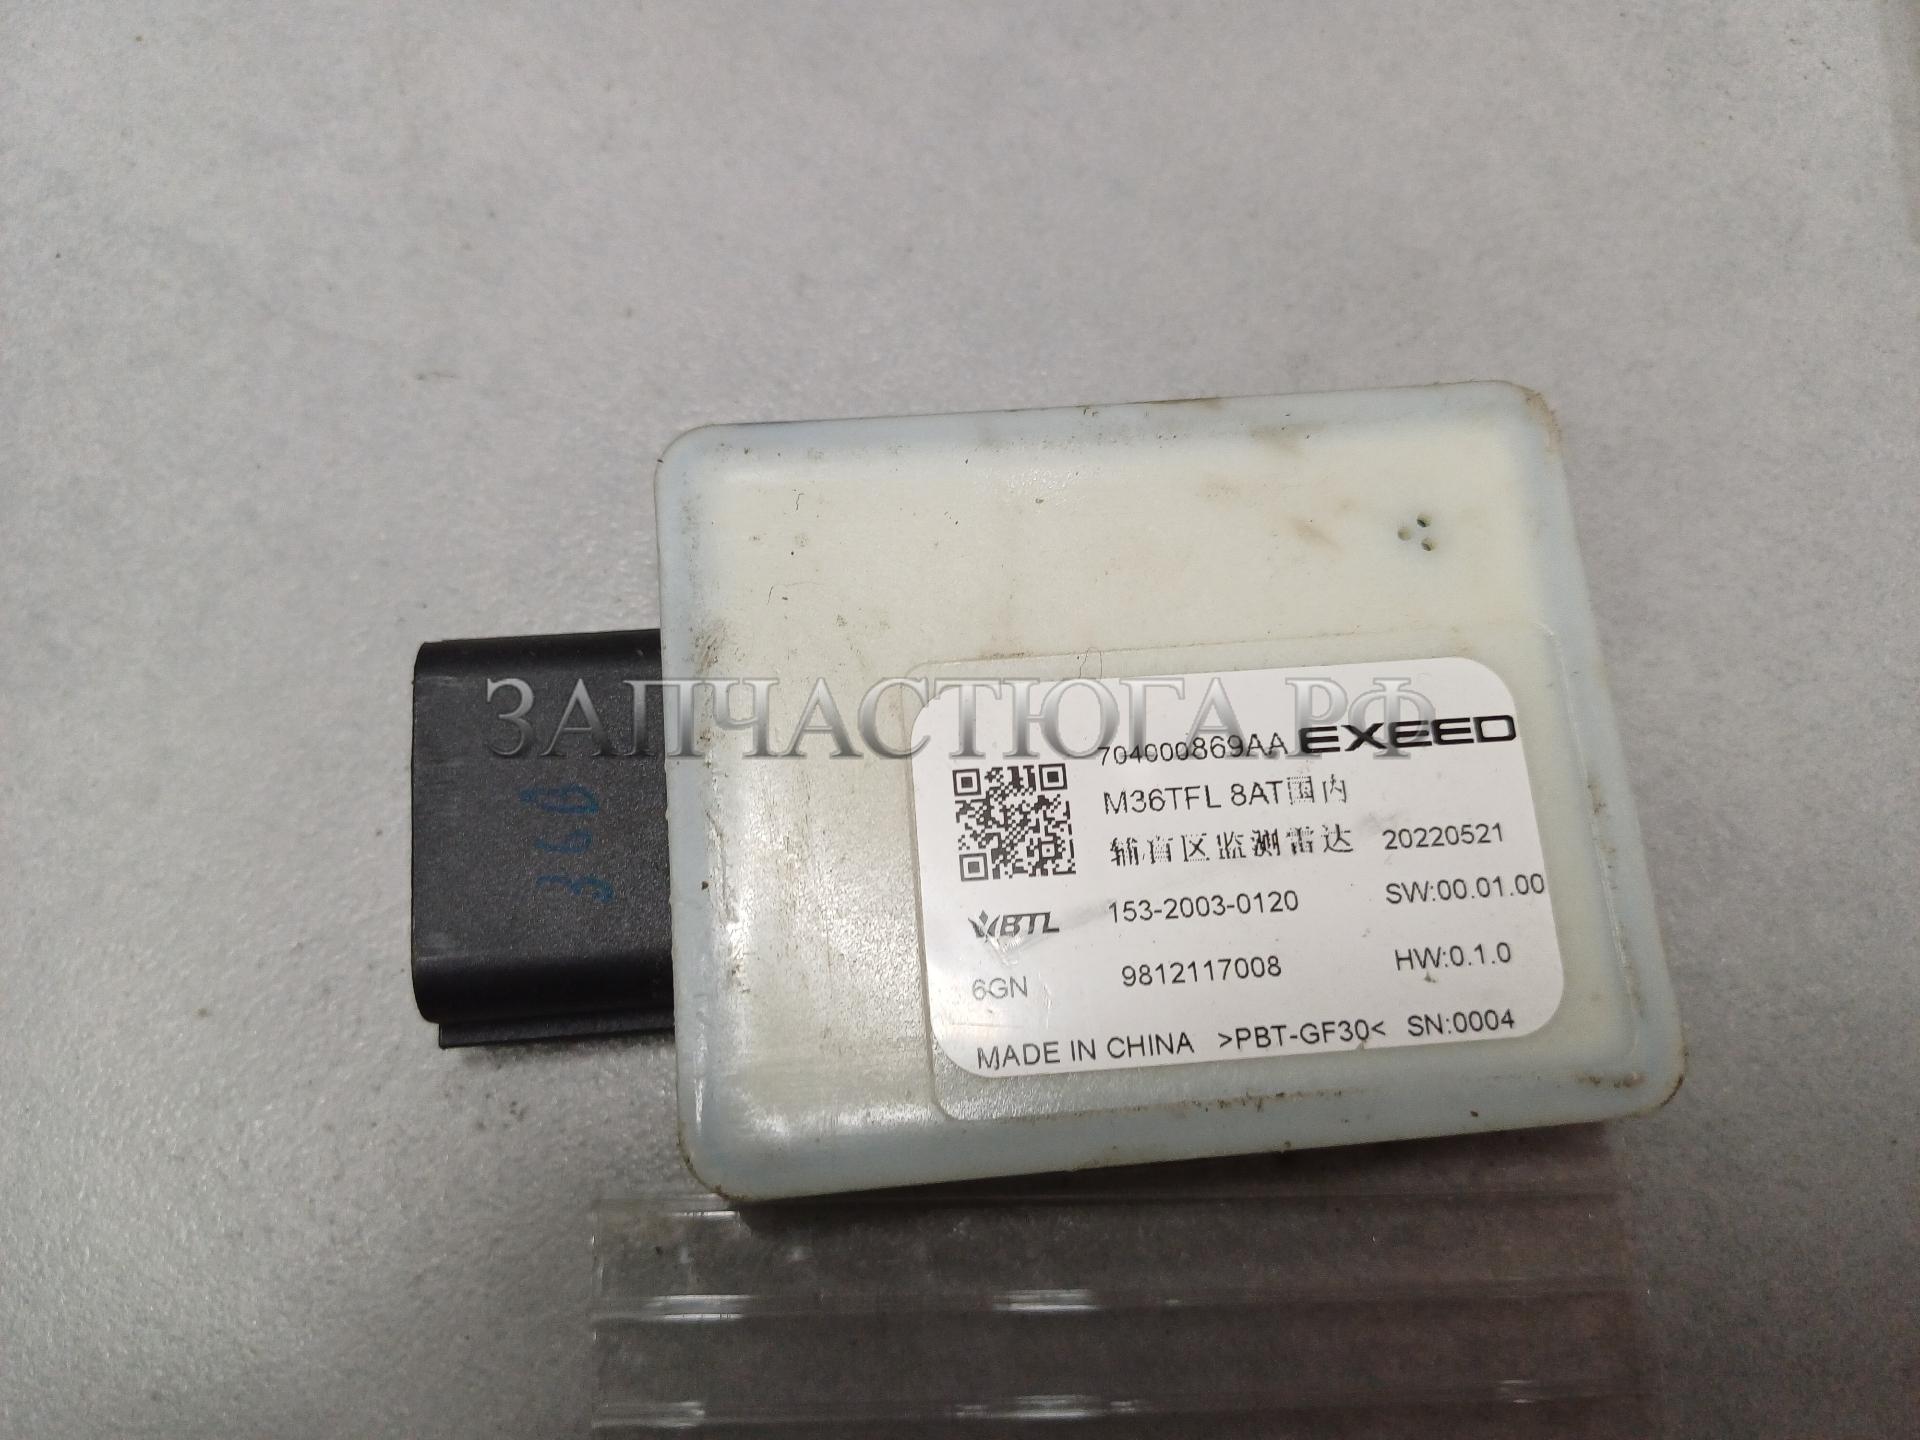 ЗАПЧАСТЮГА.РФ
704000869AA EXEED
M36TFL 8AT国内
辅盲区监测雷达 20220521
BTL 153-2003-0120 SW:00.01.00
6GN 9812117008 HW:0.1.0
MADE IN CHINA >PBT-GF30< SN:0004
360